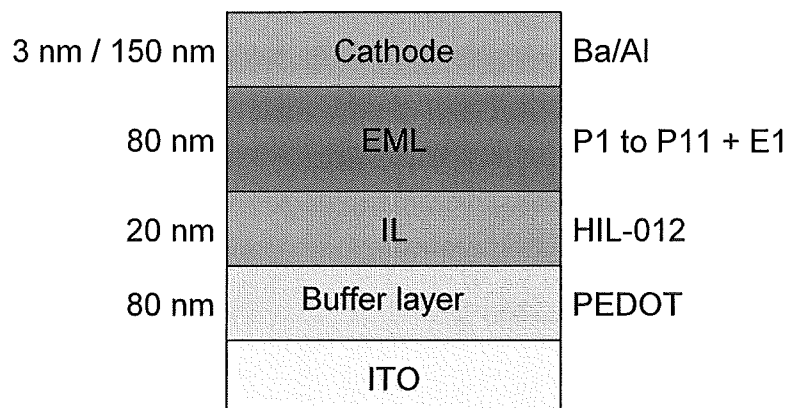 3 nm / 150 nm Cathode Ba/Al
80 nm EML P1 to P11 + E1
20 nm IL HIL-012
80 nm Buffer layer PEDOT
ITO